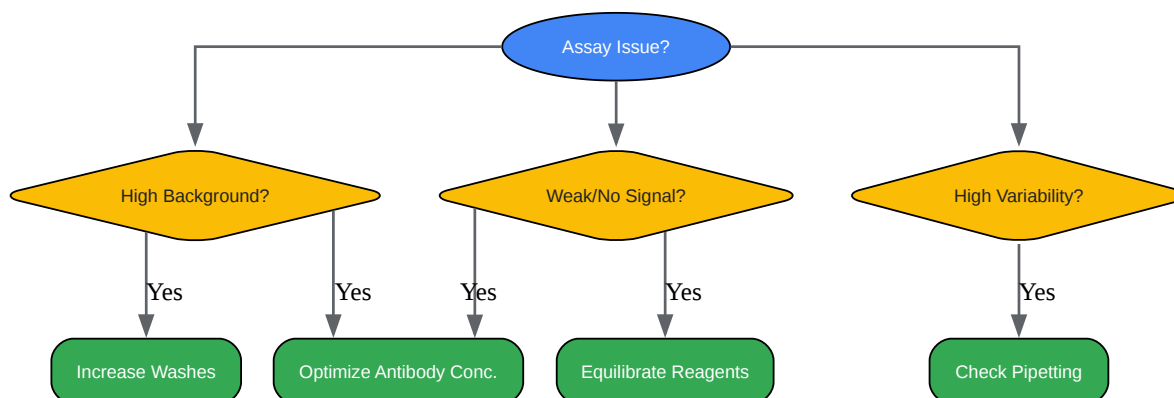 Assay Issue?
High Background?
Weak/No Signal?
High Variability?
Yes
Yes
Yes
Yes
Yes
Increase Washes
Optimize Antibody Conc.
Equilibrate Reagents
Check Pipetting